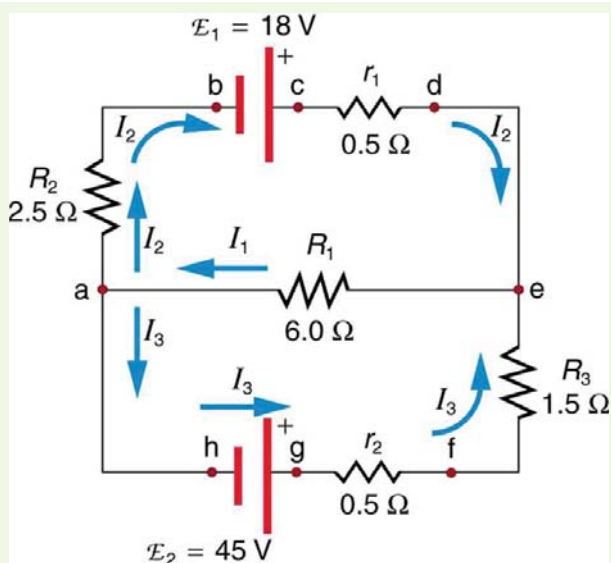 ℰ₁ = 18 V
+
b
c
r₁
d
0.5 Ω
I₂
I₂
R₂
2.5 Ω
I₂
I₁
R₁
a
e
6.0 Ω
I₃
I₃
+
I₃
R₃
1.5 Ω
h
g
r₂
f
0.5 Ω
ℰ₂ = 45 V